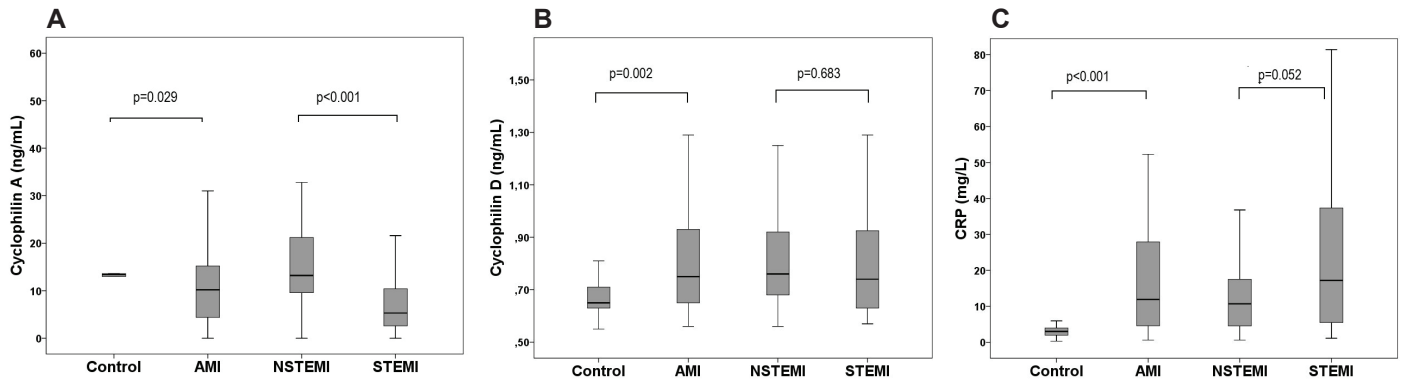 A
Cyclophilin A (ng/mL)
60
50
40
30
20
10
0
p=0.029
p<0.001
Control AMI NSTEMI STEMI
B
Cyclophilin D (ng/mL)
1,50
1,30
1,10
,90
,70
,50
p=0.002
p=0.683
Control AMI NSTEMI STEMI
C
CRP (mg/L)
80
70
60
50
40
30
20
10
0
p<0.001
p=0.052
Control AMI NSTEMI STEMI